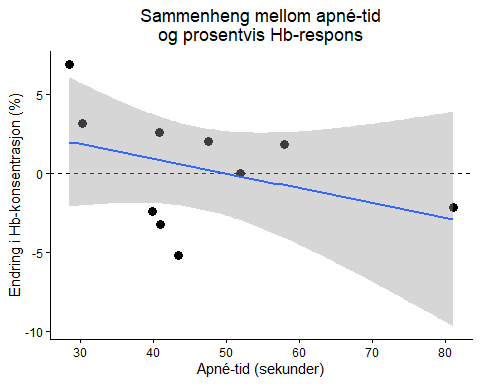 Sammenheng mellom apné-tid
og prosentvis Hb-respons
Endring i Hb-konsentrasjon (%)
5
0
-5
-10
30 40 50 60 70 80
Apné-tid (sekunder)